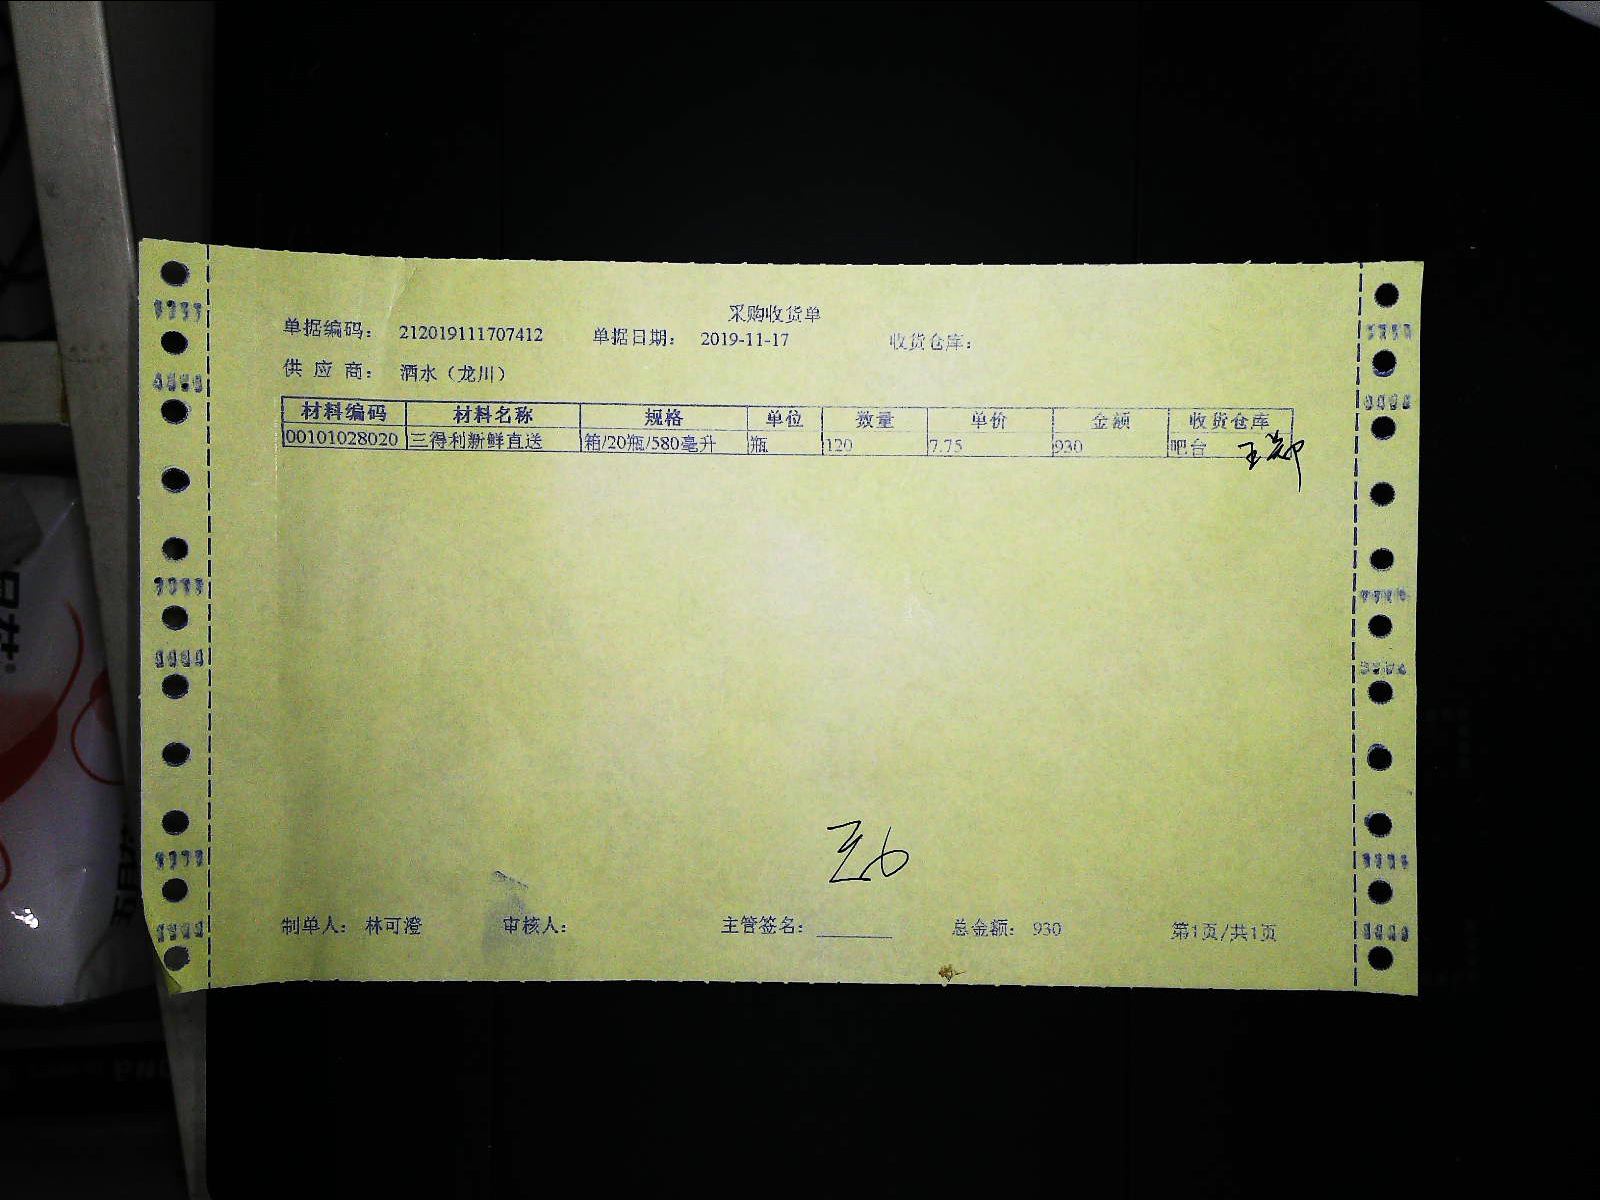 采购收货单
单据编码： 212019111707412 单据日期： 2019-11-17 收货仓库：
供 应 商： 酒水（龙川）
材料编码 材料名称 规格 单位 数量 单价 金额 收货仓库
00101028020 三得利新鲜直送 箱/20瓶/580毫升 瓶 120 7.75 930 吧台
制单人： 林可澄 审核人： 主管签名： 总金额： 930 第1页/共1页